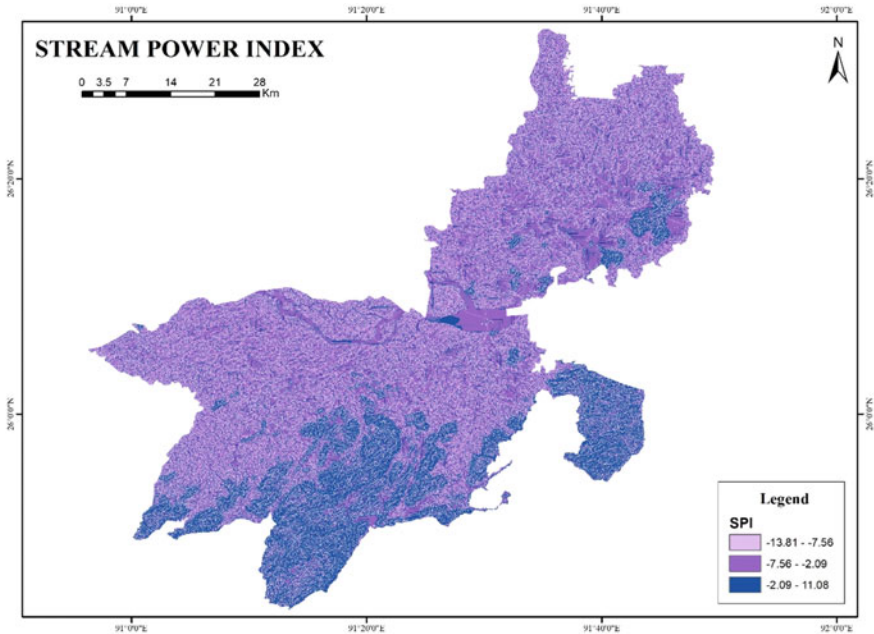 91°0'0"E 91°20'0"E 91°40'0"E 92°0'0"E
STREAM POWER INDEX
N
0 3.5 7 14 21 28
Km
26°20'0"N 26°20'0"N
26°0'0"N 26°0'0"N
Legend
SPI
-13.81 - -7.56
-7.56 - -2.09
-2.09 - 11.08
91°0'0"E 91°20'0"E 91°40'0"E 92°0'0"E